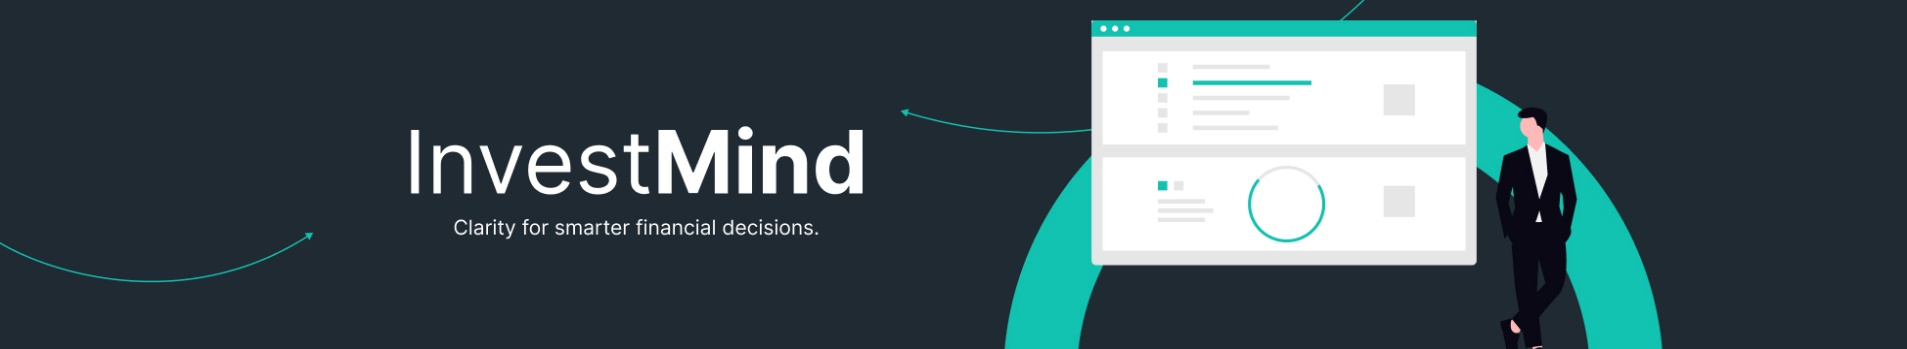 InvestMind
Clarity for smarter financial decisions.